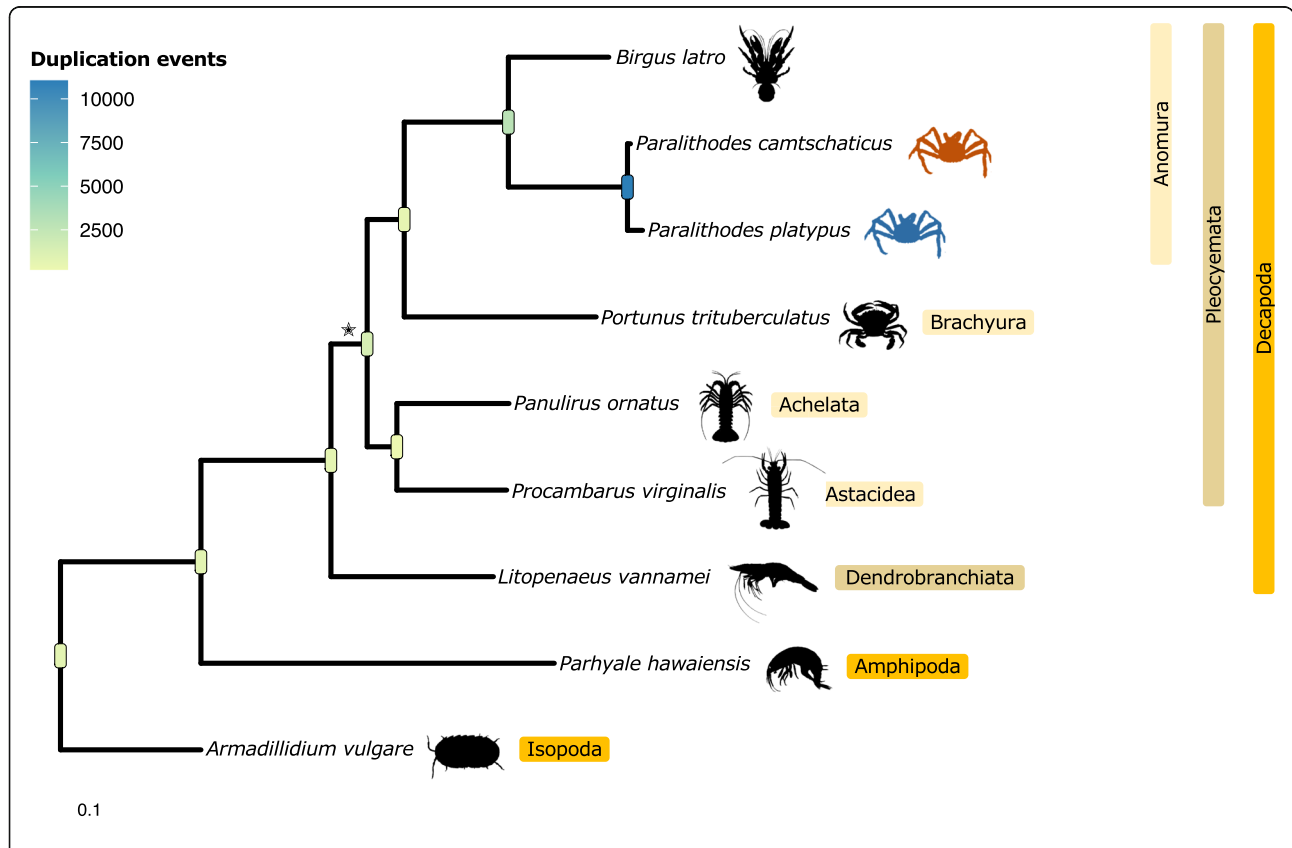 Duplication events
10000
7500
5000
2500
Birgus latro
Paralithodes camtschaticus
Paralithodes platypus
Portunus trituberculatus
Brachyura
Panulirus ornatus
Achelata
Procambarus virginalis
Astacidea
Litopenaeus vannamei
Dendrobranchiata
Parhyale hawaiensis
Amphipoda
Armadillidium vulgare
Isopoda
0.1
Anomura
Pleocyemata
Decapoda